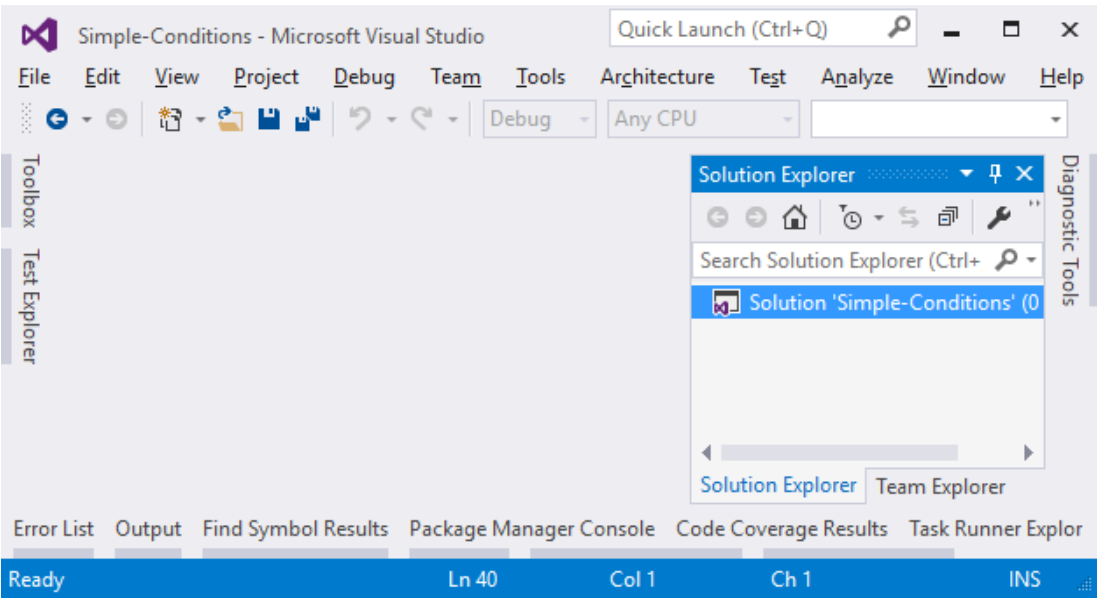 Simple-Conditions - Microsoft Visual Studio Quick Launch (Ctrl+Q)
File Edit View Project Debug Team Tools Architecture Test Analyze Window Help
Debug Any CPU
Toolbox
Test Explorer
Solution Explorer
Search Solution Explorer (Ctrl+
Solution 'Simple-Conditions' (0
Solution Explorer Team Explorer
Diagnostic Tools
Error List Output Find Symbol Results Package Manager Console Code Coverage Results Task Runner Explor
Ready Ln 40 Col 1 Ch 1 INS